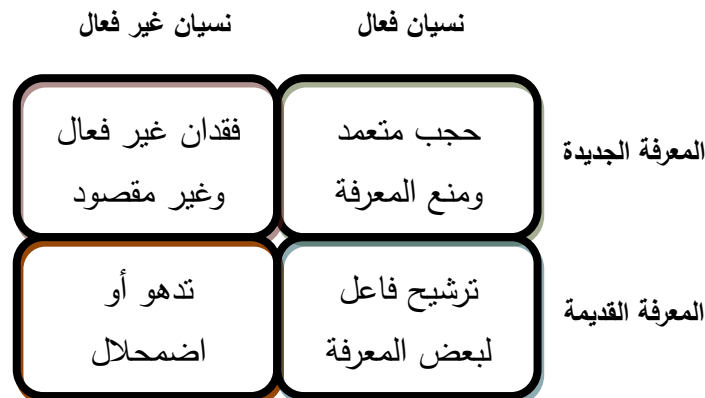 نسيان فعال
نسيان غير فعال
المعرفة الجديدة
حجب متعمد
ومنع المعرفة
فقدان غير فعال
وغير مقصود
المعرفة القديمة
ترشيح فاعل
لبعض المعرفة
تدهو أو
اضمحلال